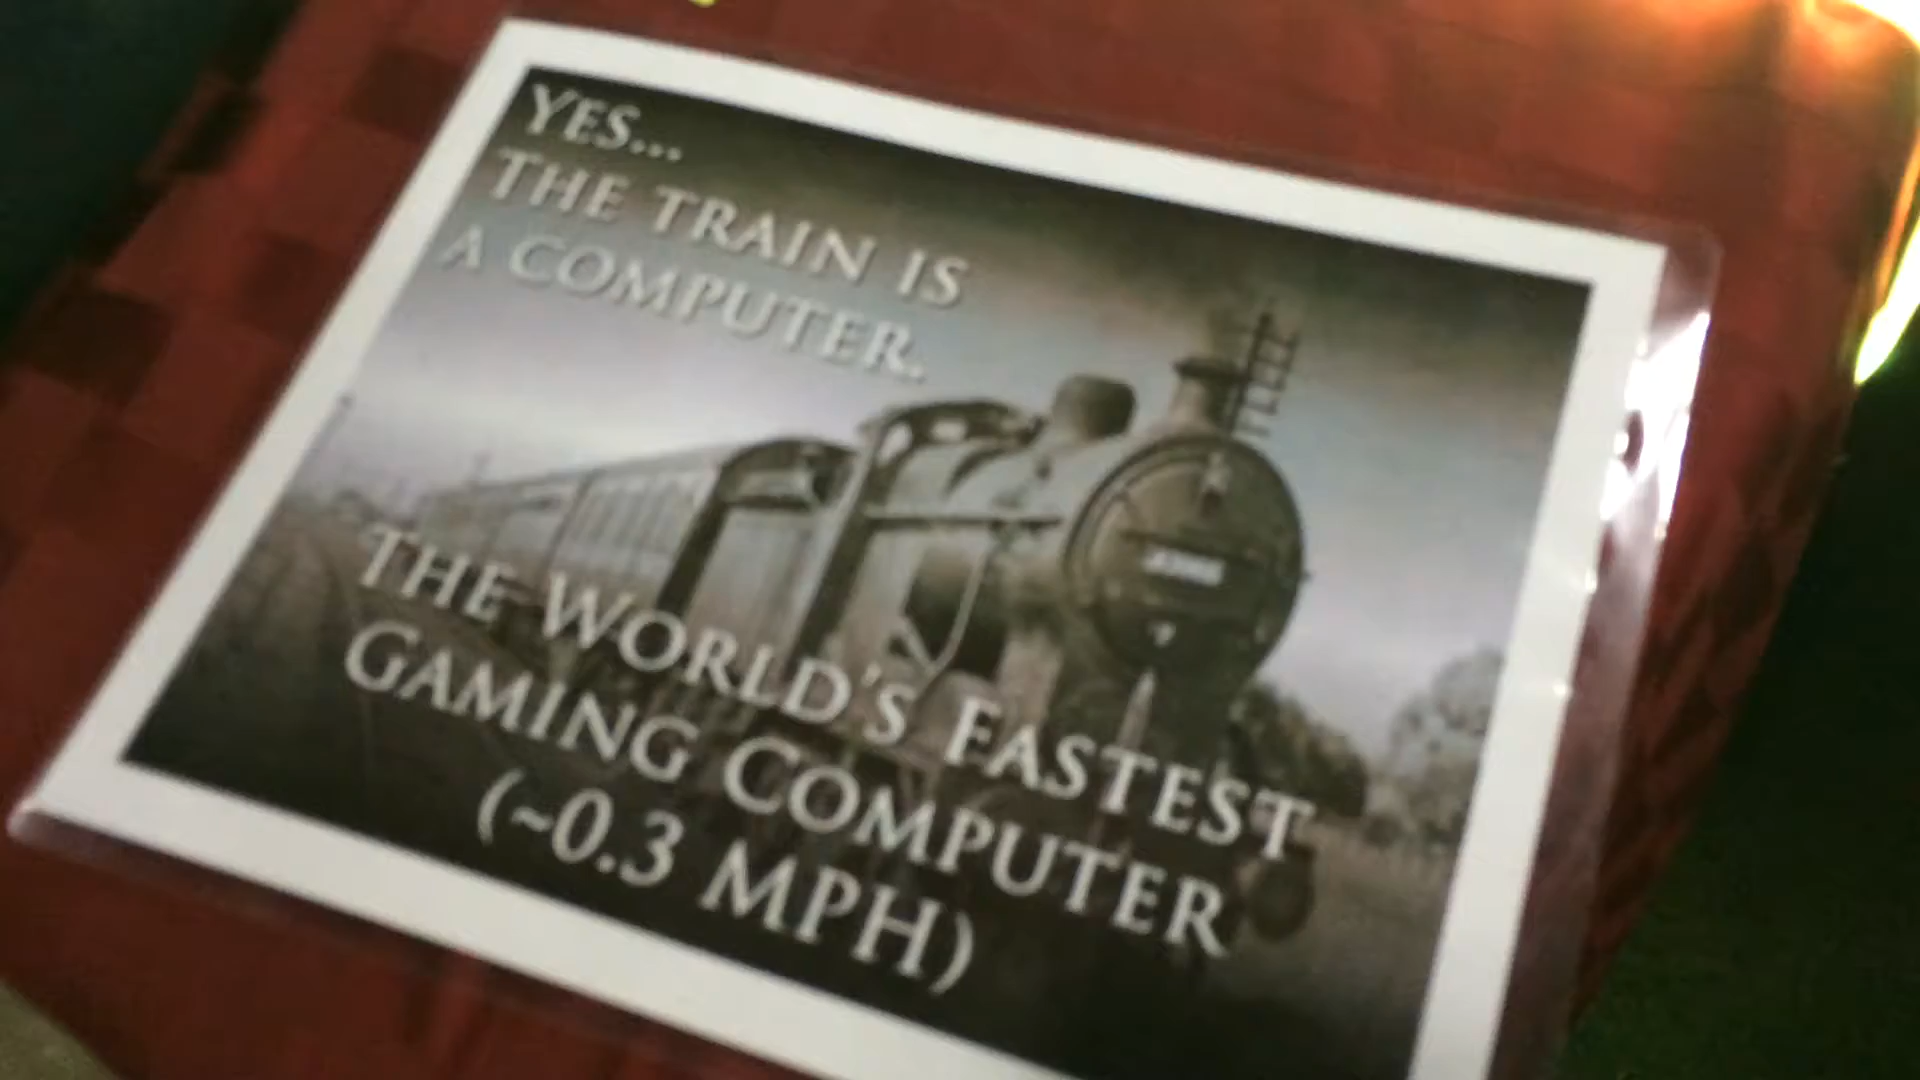 YES...
THE TRAIN IS
A COMPUTER.
THE WORLD'S FASTEST
GAMING COMPUTER
(~0.3 MPH)